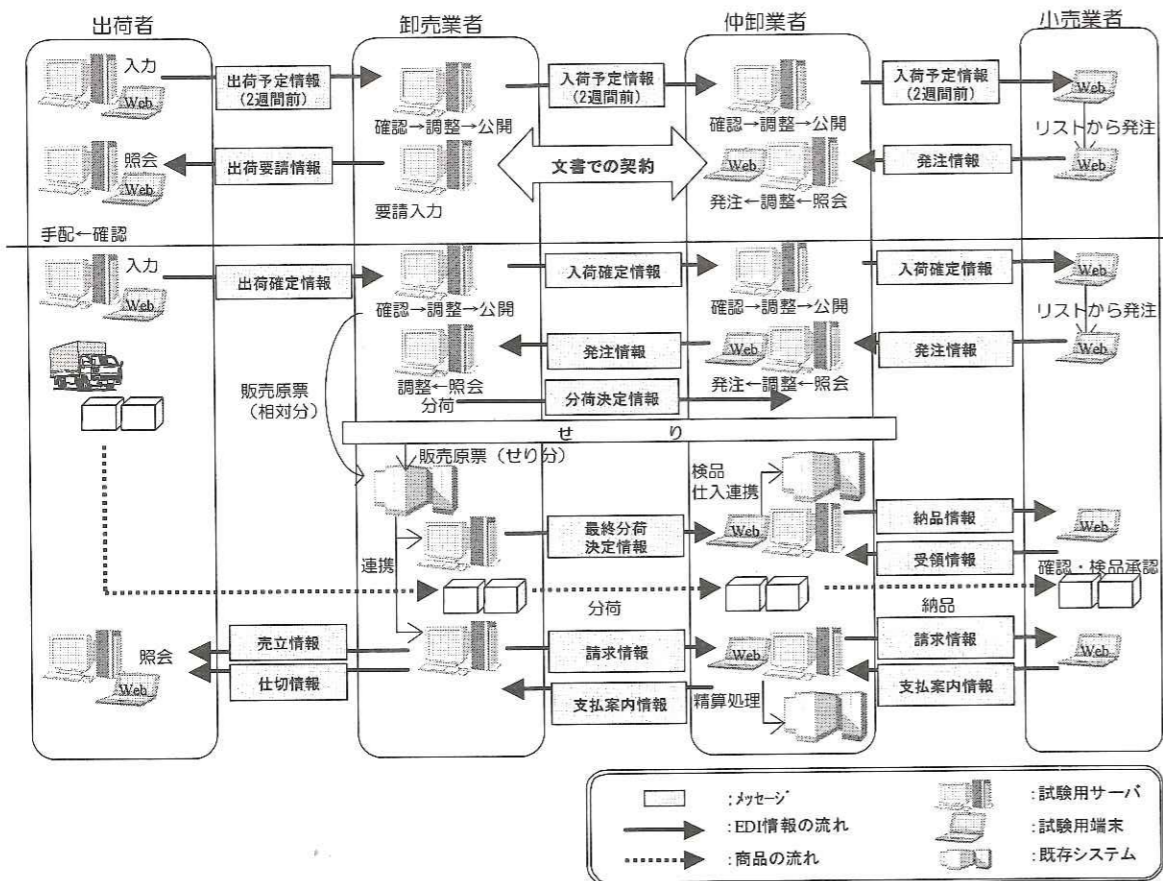 出荷者
卸売業者
仲卸業者
小売業者
入力
Web
出荷予定情報
(2週間前)
確認→調整→公開
入荷予定情報
(2週間前)
確認→調整→公開
入荷予定情報
(2週間前)
Web
リストから発注
照会
Web
出荷要請情報
要請入力
文書での契約
Web
発注←調整←照会
発注情報
Web
手配←確認
入力
Web
出荷確定情報
確認→調整→公開
入荷確定情報
確認→調整→公開
入荷確定情報
Web
リストから発注
販売原票
(相対分)
調整←照会
発注情報
Web
発注←調整←照会
発注情報
Web
分荷
分荷決定情報
せり
販売原票(せり分)
検品
仕入連携
連携
最終分荷
決定情報
Web
納品情報
受領情報
Web
確認・検品承認
分荷
納品
照会
Web
売立情報
仕切情報
請求情報
支払案内情報
Web
精算処理
請求情報
支払案内情報
Web
:メッセージ
:EDI情報の流れ
:商品の流れ
:試験用サーバ
:試験用端末
:既存システム